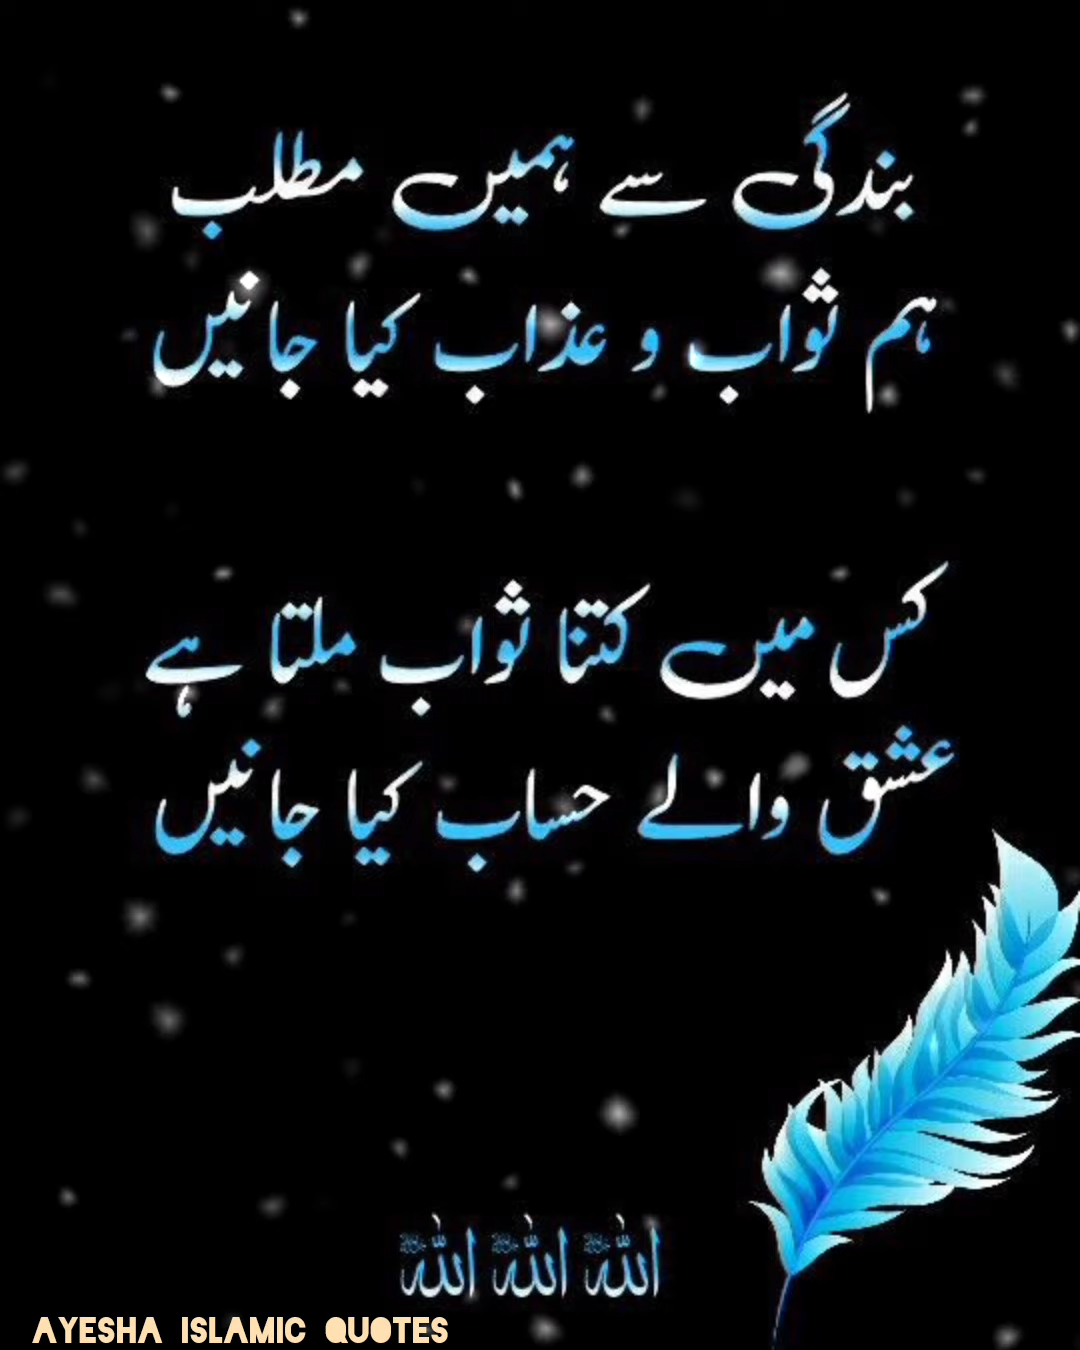 بندگی سے ہمیں مطلب
ہم ثواب و عذاب کیا جانیں
کس میں کتنا ثواب ملتا ہے
عشق والے حساب کیا جانیں
اللہ اللہ اللہ
AYESHA ISLAMIC QUOTES